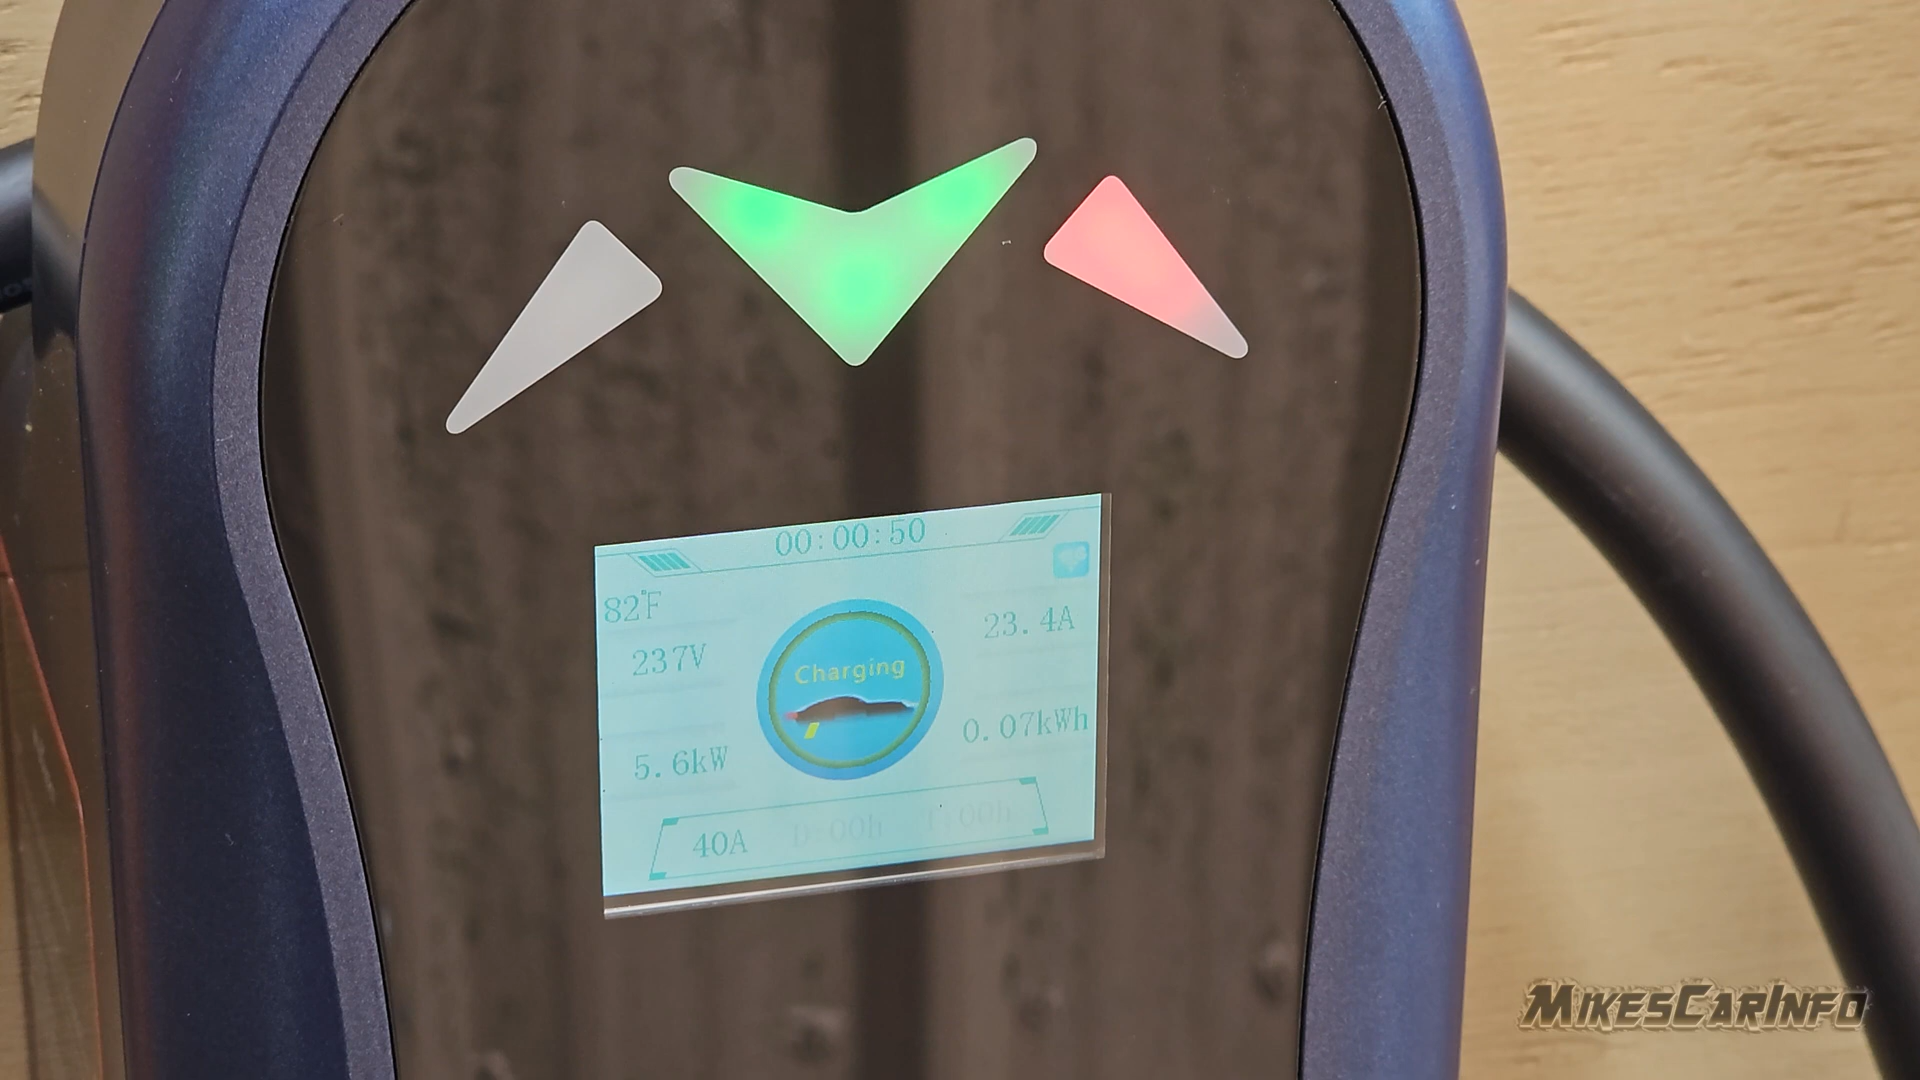 00:00:50
82°F
23.4A
237V
Charging
0.07kWh
5.6kW
40A
MIKESCARINFO